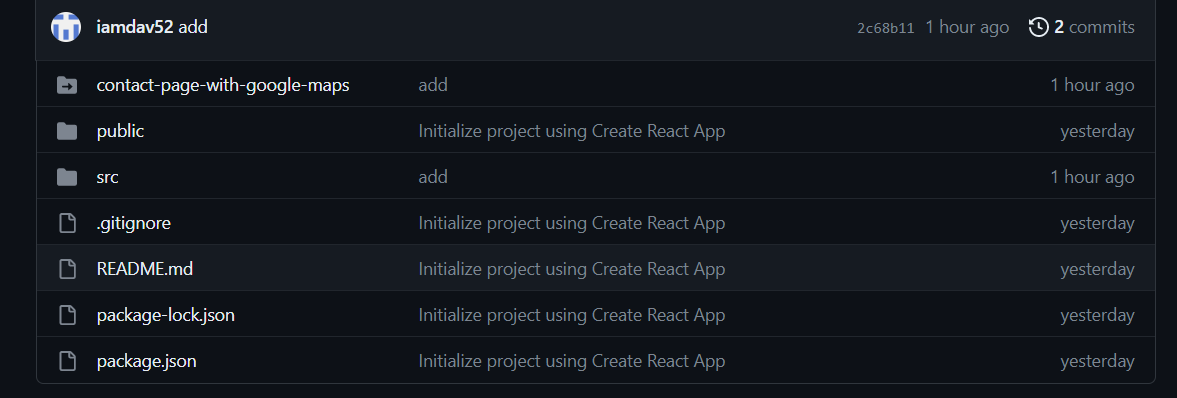 iamdav52 add 2c68b11 1 hour ago 2 commits
contact-page-with-google-maps add 1 hour ago
public Initialize project using Create React App yesterday
src add 1 hour ago
.gitignore Initialize project using Create React App yesterday
README.md Initialize project using Create React App yesterday
package-lock.json Initialize project using Create React App yesterday
package.json Initialize project using Create React App yesterday